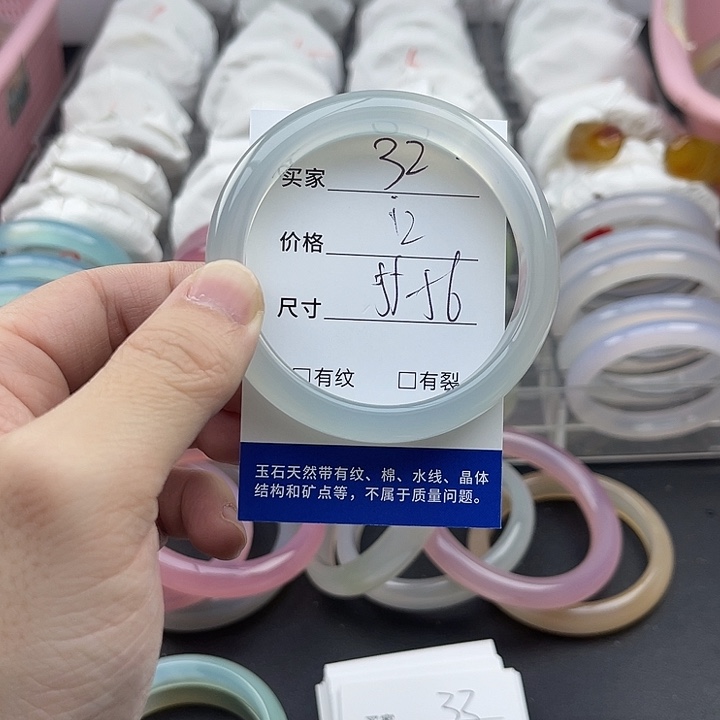 买家 32
价格 12
尺寸 55-56
□有纹 □有裂
玉石天然带有纹、棉、水线、晶体
结构和矿点等，不属于质量问题。
33